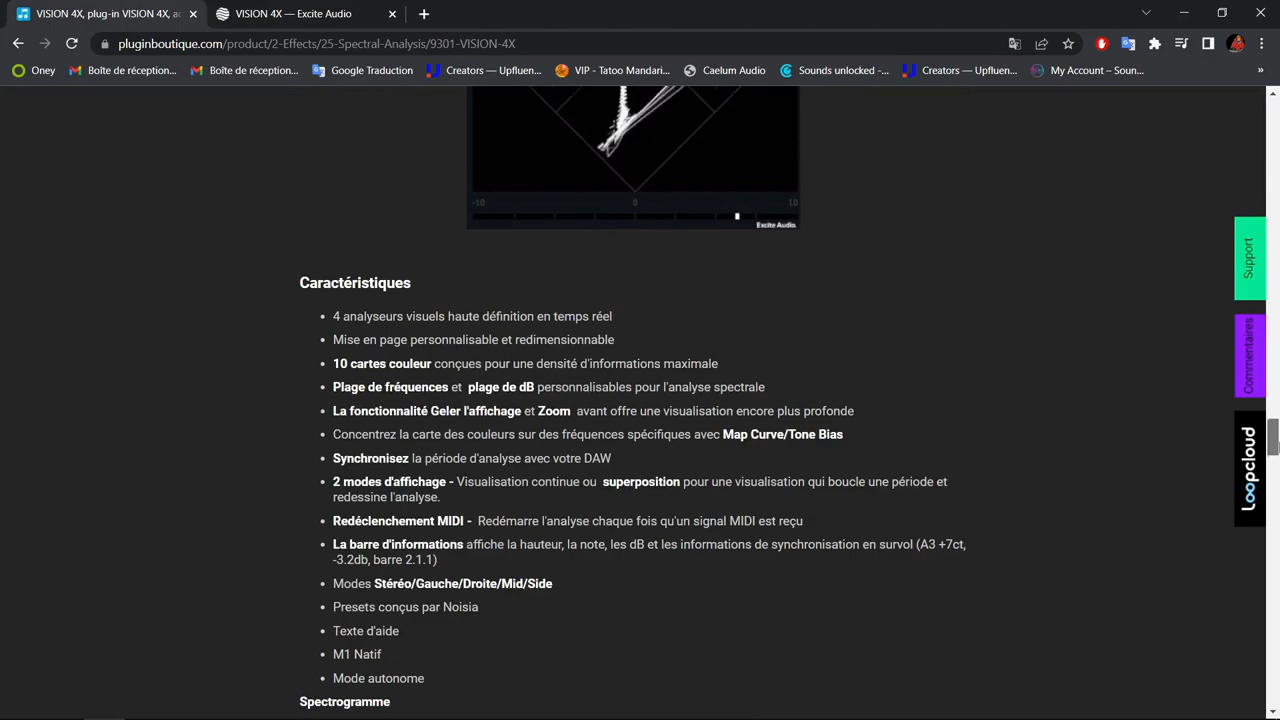 VISION 4X, plug-in VISION 4X, ac
VISION 4X — Excite Audio
pluginboutique.com/product/2-Effects/25-Spectral-Analysis/9301-VISION-4X
Oney
Boîte de réception...
Boîte de réception...
Google Traduction
Creators — Upfluen...
VIP - Tatoo Mandari...
Caelum Audio
Sounds unlocked -...
Creators — Upfluen...
My Account – Soun...
»
-1.0 0 1.0
Excite Audio
Support
Commentaires
Loopcloud
Caractéristiques
• 4 analyseurs visuels haute définition en temps réel
• Mise en page personnalisable et redimensionnable
• 10 cartes couleur conçues pour une densité d'informations maximale
• Plage de fréquences et plage de dB personnalisables pour l'analyse spectrale
• La fonctionnalité Geler l'affichage et Zoom avant offre une visualisation encore plus profonde
• Concentrez la carte des couleurs sur des fréquences spécifiques avec Map Curve/Tone Bias
• Synchronisez la période d'analyse avec votre DAW
• 2 modes d'affichage - Visualisation continue ou superposition pour une visualisation qui boucle une période et
redessine l'analyse.
• Redéclenchement MIDI - Redémarre l'analyse chaque fois qu'un signal MIDI est reçu
• La barre d'informations affiche la hauteur, la note, les dB et les informations de synchronisation en survol (A3 +7ct,
-3.2db, barre 2.1.1)
• Modes Stéréo/Gauche/Droite/Mid/Side
• Presets conçus par Noisia
• Texte d'aide
• M1 Natif
• Mode autonome
Spectrogramme